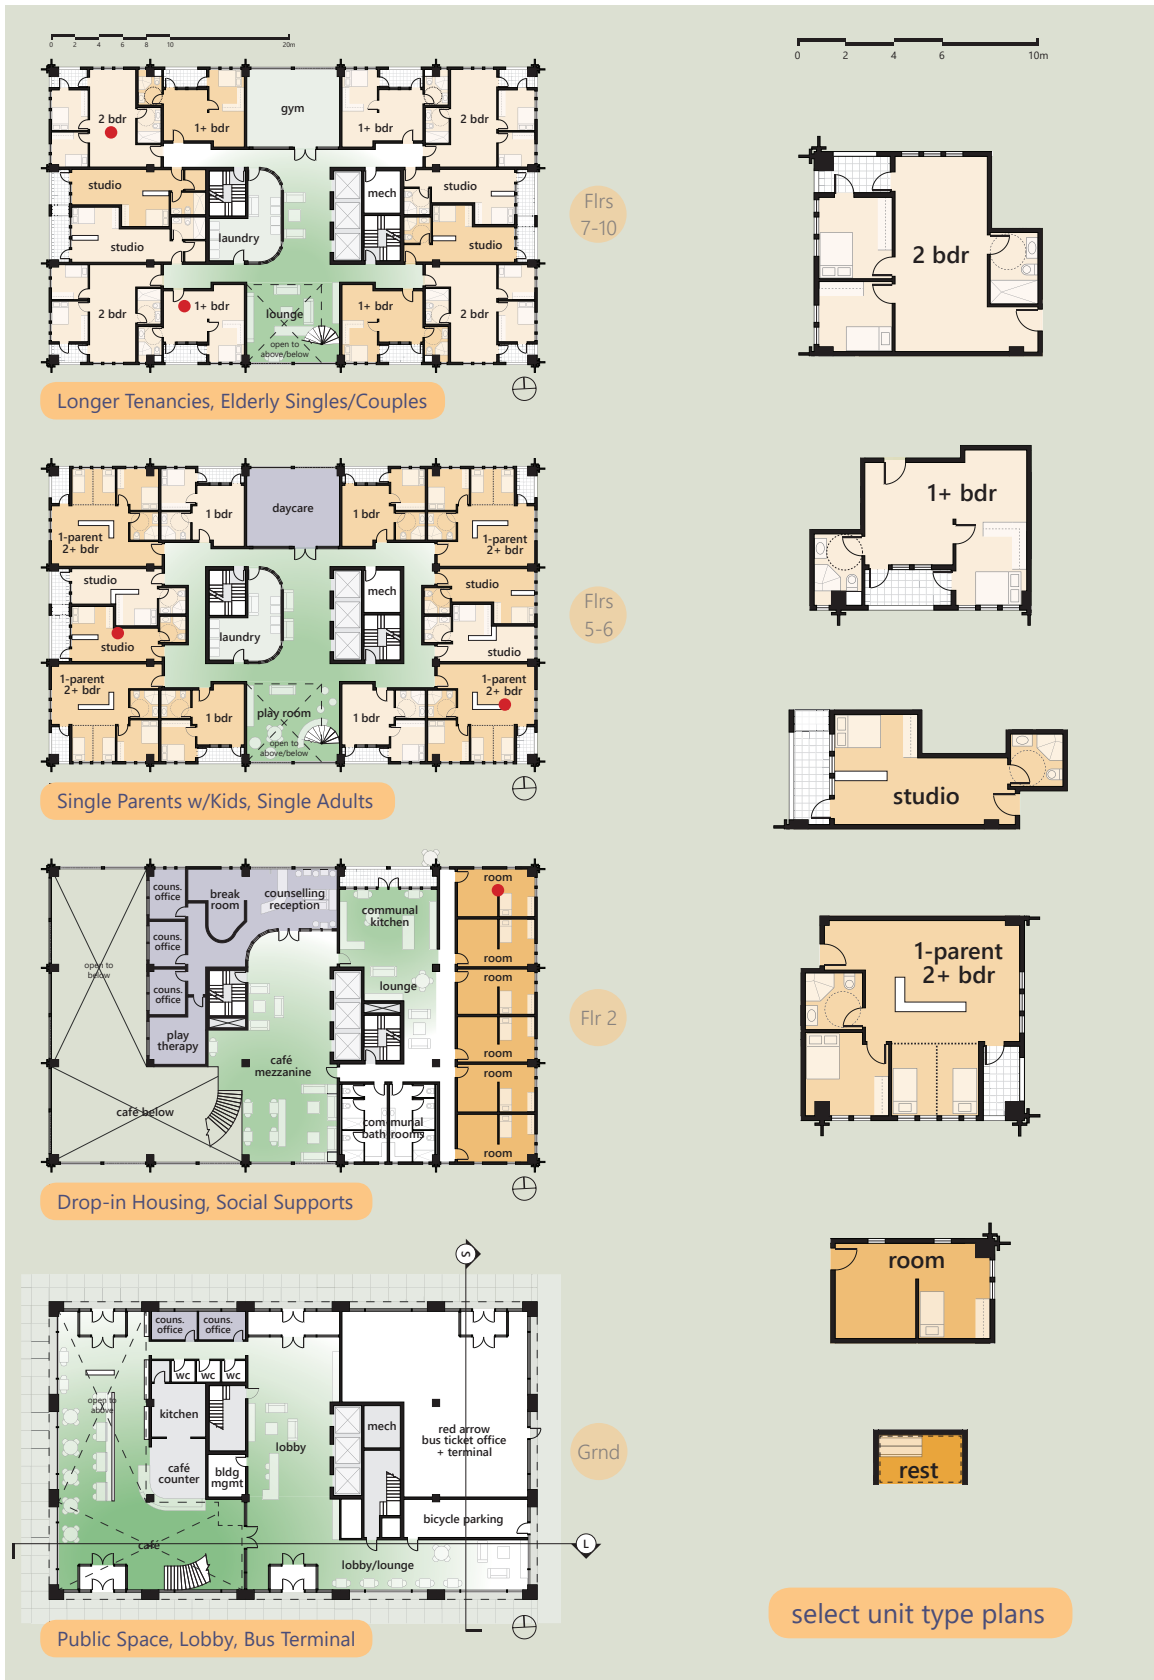 0 2 4 6 8 10 20m
gym
2 bdr
1+ bdr
1+ bdr
2 bdr
studio
mech
studio
laundry
studio
studio
2 bdr
1+ bdr
lounge
1+ bdr
2 bdr
open to
above/below
Flrs
7-10
Longer Tenancies, Elderly Singles/Couples
1 bdr
daycare
1 bdr
1-parent
2+ bdr
1-parent
2+ bdr
studio
mech
studio
laundry
studio
studio
1-parent
2+ bdr
1-parent
2+ bdr
1 bdr
play room
1 bdr
open to
above/below
Flrs
5-6
Single Parents w/Kids, Single Adults
couns.
office
break
room
counselling
reception
communal
kitchen
room
couns.
office
room
open to
below
couns.
office
lounge
room
play
therapy
café
mezzanine
room
room
café below
communal
bathrooms
room
Flr 2
Drop-in Housing, Social Supports
S
couns.
office
couns.
office
wc
wc
wc
open to
above
kitchen
lobby
mech
red arrow
bus ticket office
+ terminal
café
counter
bldg
mgmt
bicycle parking
café
lobby/lounge
L
Grnd
Public Space, Lobby, Bus Terminal
0 2 4 6 10m
2 bdr
1+ bdr
studio
1-parent
2+ bdr
room
rest
select unit type plans